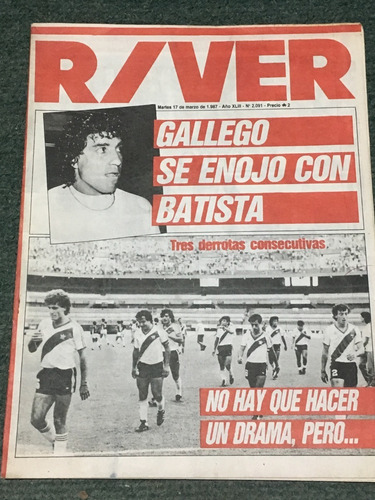 RIVER
Martes 17 de marzo de 1.987 - Año XLIII - Nº 2.091 - Precio ₳ 2
GALLEGO
SE ENOJO CON
BATISTA
Tres derrotas consecutivas
NO HAY QUE HACER
UN DRAMA, PERO...